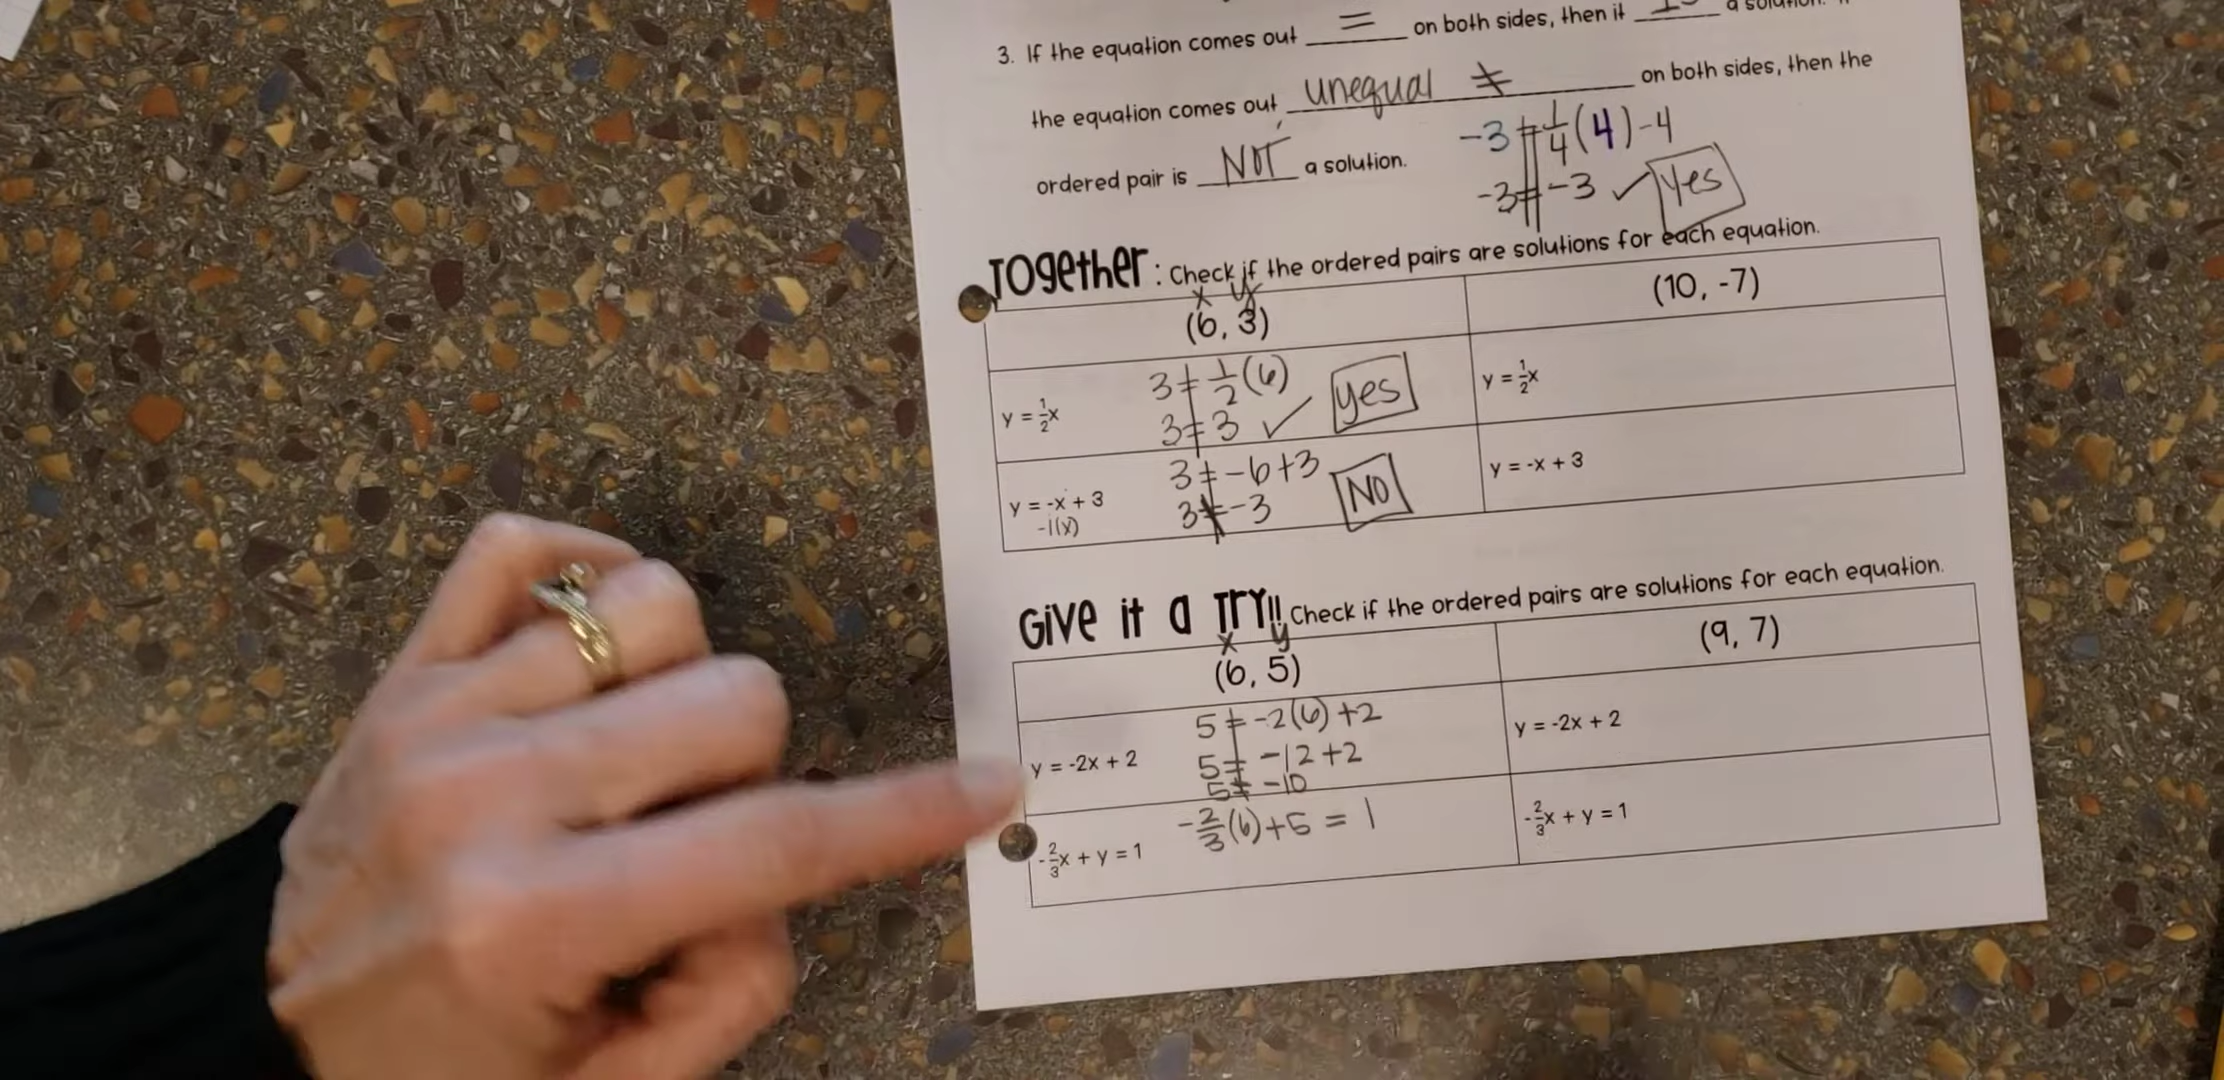 3. If the equation comes out = on both sides, then it is a solution. If
the equation comes out, unequal ≠ on both sides, then the
ordered pair is NOT a solution.
-3 = 1/4 (4) - 4
-3 = -3 ✓ Yes
TOGETHER: Check if the ordered pairs are solutions for each equation.
x y
(6, 3)
(10, -7)
y = 1/2 x
3 = 1/2 (6)
3 = 3 ✓ yes
y = 1/2 x
y = -x + 3
-1(x)
3 = -6+3
3 ≠ -3
NO
y = -x + 3
Give it a TRY!! Check if the ordered pairs are solutions for each equation.
x y
(6, 5)
(9, 7)
y = -2x + 2
5 = -2(6) +2
5 = -12 +2
5 ≠ -10
y = -2x + 2
-2/3 x + y = 1
-2/3 (6) + 5 = 1
-2/3 x + y = 1